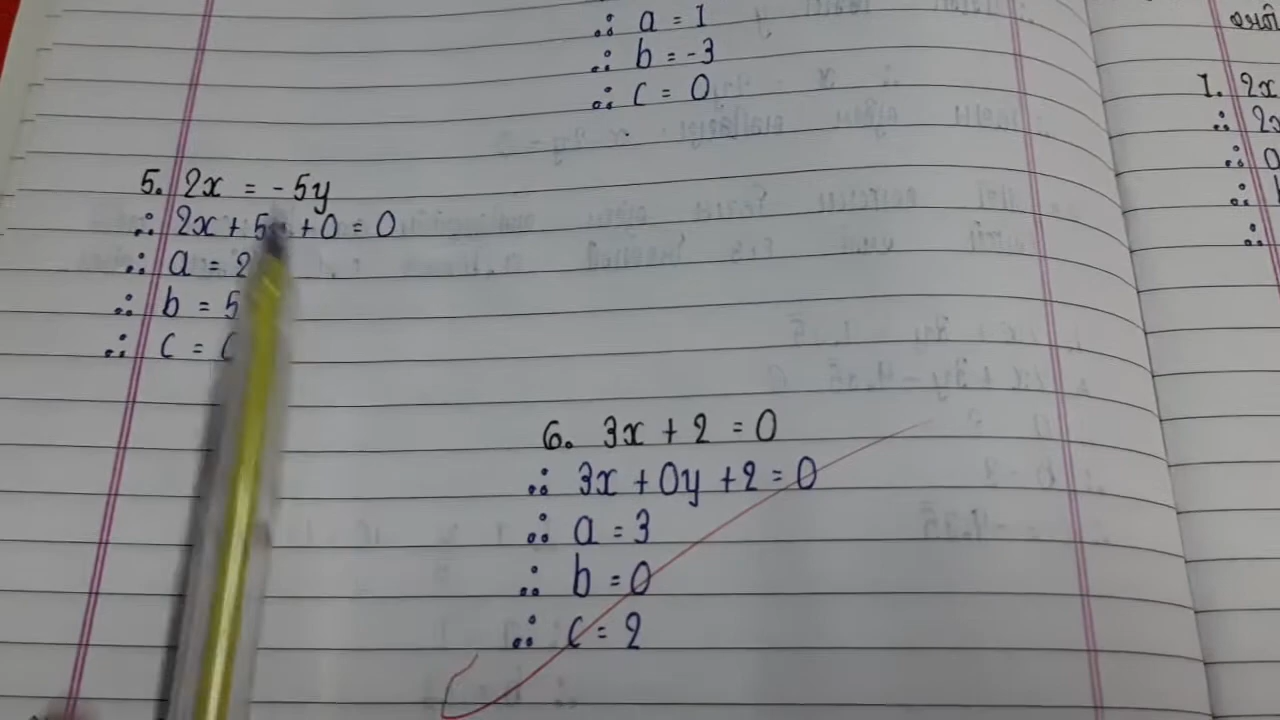 ∴ a = 1
∴ b = -3
∴ c = 0
5. 2x = - 5y
∴ 2x + 5 + 0 = 0
∴ a = 2
∴ b = 5
∴ c =
6. 3x + 2 = 0
∴ 3x + 0y + 2 = 0
∴ a = 3
∴ b = 0
∴ c = 2
1. 2x
∴ 2x
∴
∴
∴